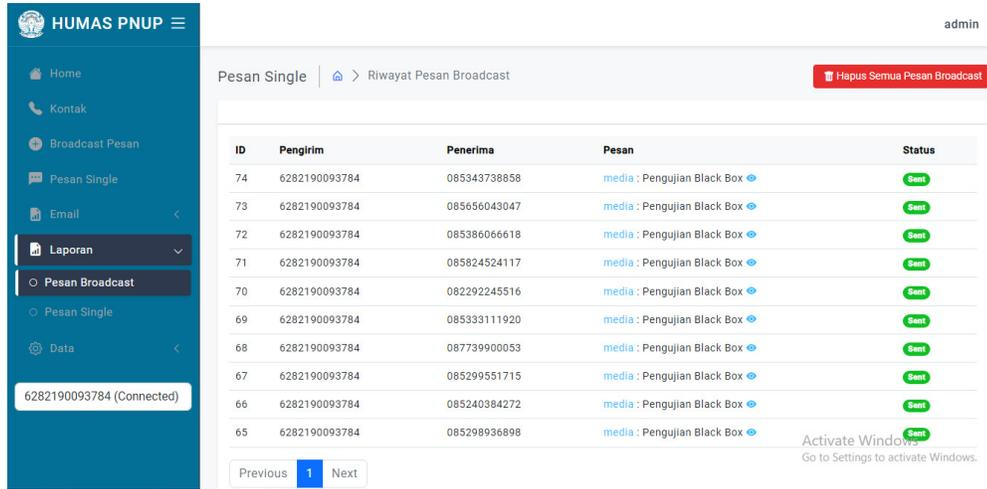 HUMAS PNUP
admin
Home
Kontak
Broadcast Pesan
Pesan Single
Email
Laporan
Pesan Broadcast
Pesan Single
Data
6282190093784 (Connected)
Pesan Single > Riwayat Pesan Broadcast
Hapus Semua Pesan Broadcast
ID Pengirim Penerima Pesan Status
74 6282190093784 085343738858 media : Pengujian Black Box Sent
73 6282190093784 085656043047 media : Pengujian Black Box Sent
72 6282190093784 085386066618 media : Pengujian Black Box Sent
71 6282190093784 085824524117 media : Pengujian Black Box Sent
70 6282190093784 082292245516 media : Pengujian Black Box Sent
69 6282190093784 085333111920 media : Pengujian Black Box Sent
68 6282190093784 087739900053 media : Pengujian Black Box Sent
67 6282190093784 085299551715 media : Pengujian Black Box Sent
66 6282190093784 085240384272 media : Pengujian Black Box Sent
65 6282190093784 085298936898 media : Pengujian Black Box Sent
Previous 1 Next
Activate Windows
Go to Settings to activate Windows.